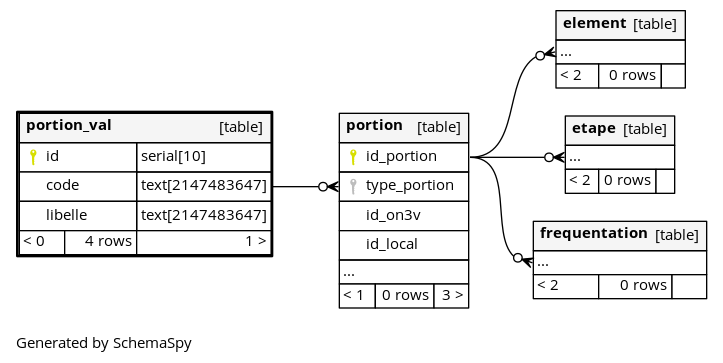 portion_val [table]
id serial[10]
code text[2147483647]
libelle text[2147483647]
< 0 4 rows 1 >
portion [table]
id_portion
type_portion
id_on3v
id_local
...
< 1 0 rows 3 >
element [table]
...
< 2 0 rows
etape [table]
...
< 2 0 rows
frequentation [table]
...
< 2 0 rows
Generated by SchemaSpy